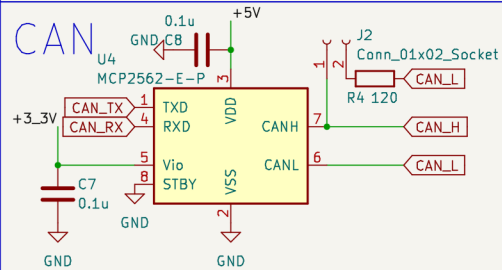 CAN
0.1u
+5V
GND
C8
U4
MCP2562-E-P
J2
Conn_01x02_Socket
1
2
R4 120
CAN_L
3
VDD
CAN_TX
1
TXD
CAN_RX
4
RXD
CANH
7
CAN_H
+3_3V
5
Vio
CANL
6
CAN_L
8
STBY
VSS
2
C7
0.1u
GND
GND
GND